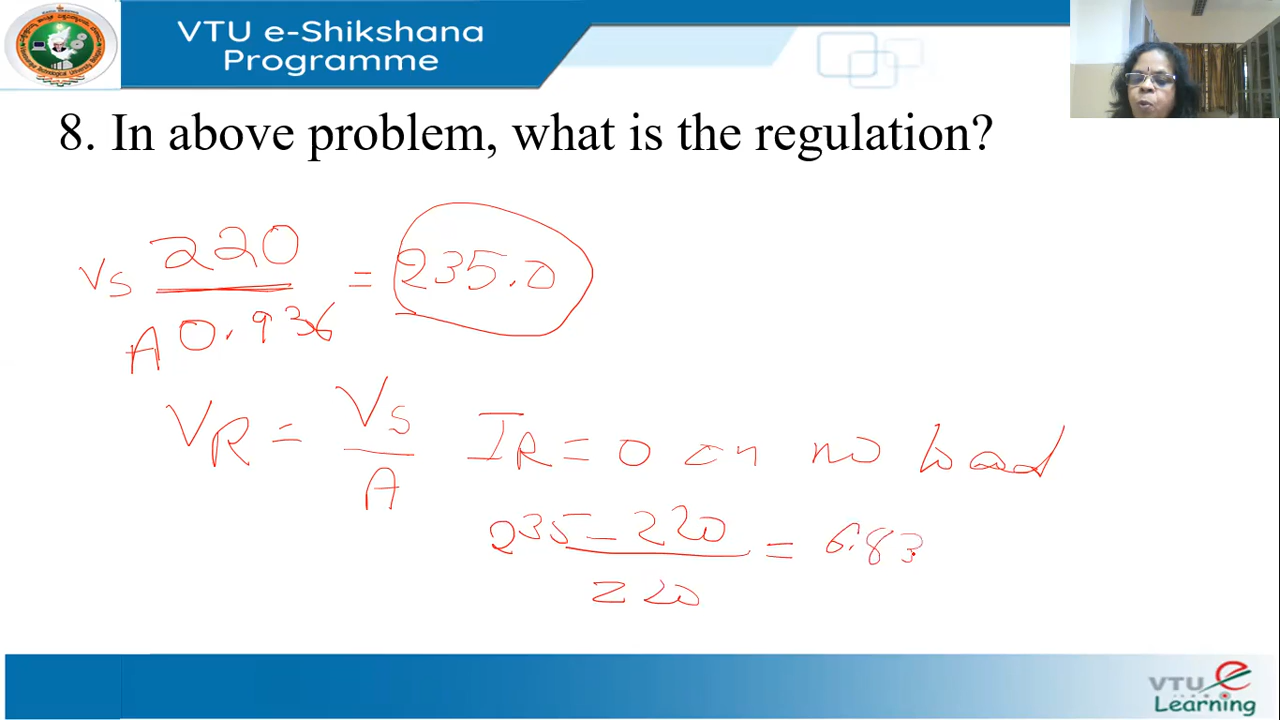 VTU e-Shikshana
Programme
8. In above problem, what is the regulation?
Vs 220
A 0.936
= 235.0
VR = Vs
A
IR = 0 on no load
235 - 220
220
= 6.83
VTU e
Learning